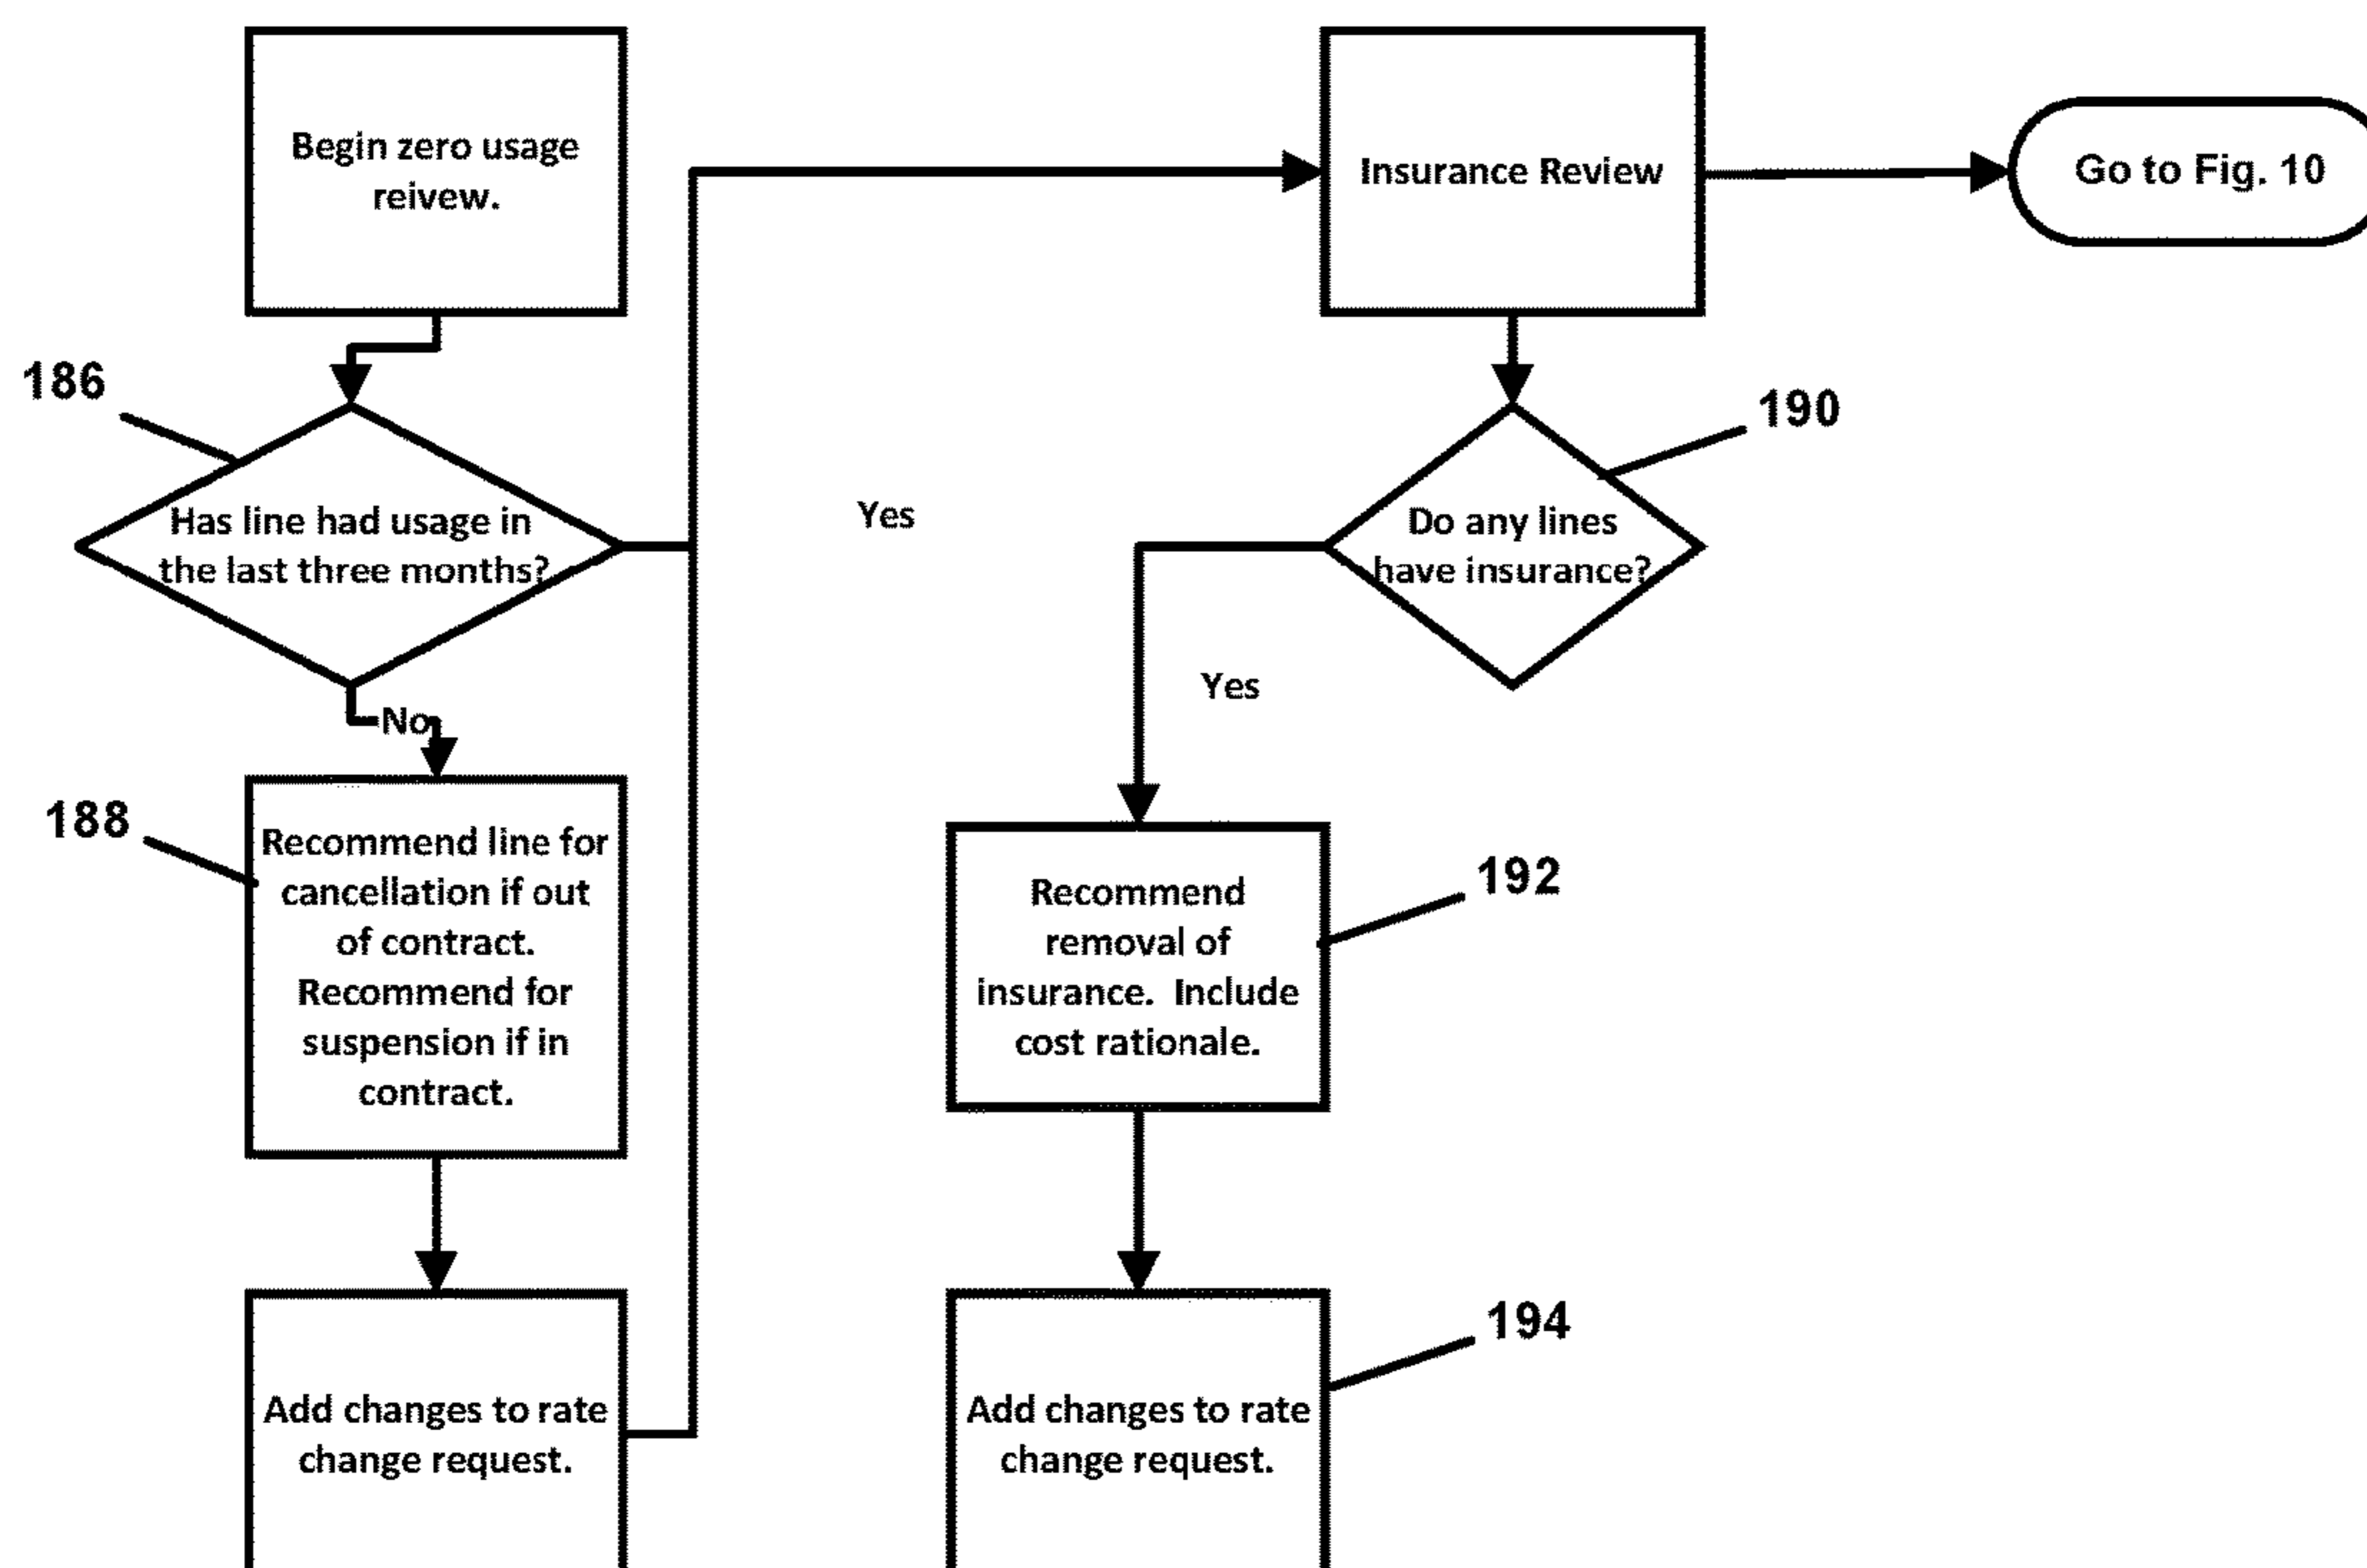 Begin zero usage
reivew.
186
Has line had usage in
the last three months?
Yes
No
188
Recommend line for
cancellation if out
of contract.
Recommend for
suspension if in
contract.
Add changes to rate
change request.
Insurance Review
Go to Fig. 10
190
Do any lines
have insurance?
Yes
192
Recommend
removal of
insurance. Include
cost rationale.
194
Add changes to rate
change request.